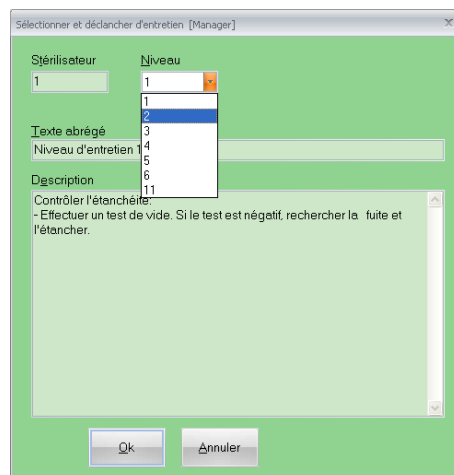 Sélectionner et déclancher d'entretien [Manager]
Stérilisateur Niveau
1 1
1
2
3
4
5
6
11
Texte abrégé
Niveau d'entretien 1
Description
Contrôler l'étanchéite:
- Effectuer un test de vide. Si le test est négatif, rechercher la fuite et
l'étancher.
Ok Annuler